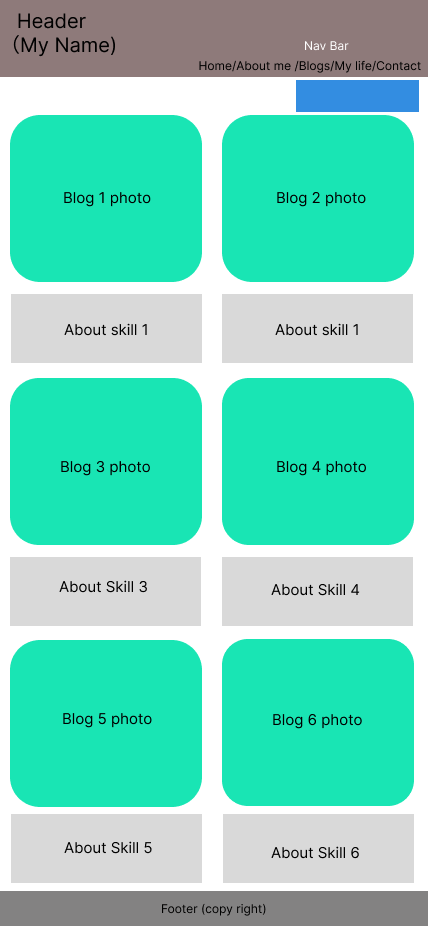 Header
(My Name)
Nav Bar
Home/About me /Blogs/My life/Contact
Blog 1 photo
Blog 2 photo
About skill 1
About skill 1
Blog 3 photo
Blog 4 photo
About Skill 3
About Skill 4
Blog 5 photo
Blog 6 photo
About Skill 5
About Skill 6
Footer (copy right)